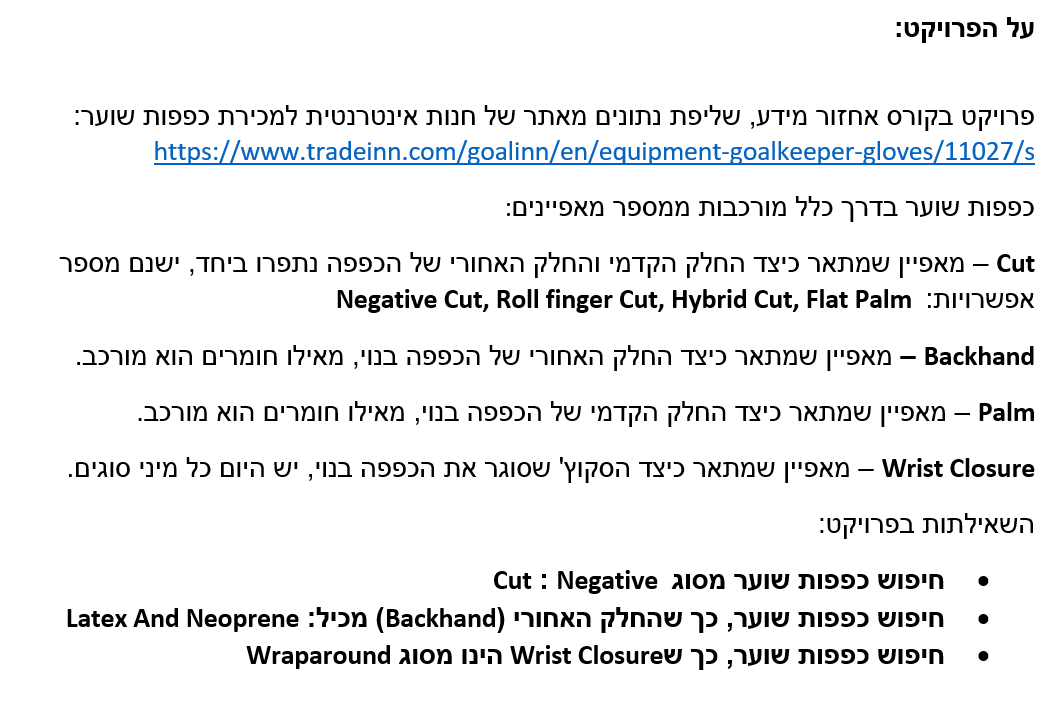 על הפרויקט:
פרויקט בקורס אחזור מידע, שליפת נתונים מאתר של חנות אינטרנטית למכירת כפפות שוער:
https://www.tradeinn.com/goalinn/en/equipment-goalkeeper-gloves/11027/s
כפפות שוער בדרך כלל מורכבות ממספר מאפיינים:
Cut – מאפיין שמתאר כיצד החלק הקדמי והחלק האחורי של הכפפה נתפרו ביחד, ישנם מספר
אפשרויות: Negative Cut, Roll finger Cut, Hybrid Cut, Flat Palm
Backhand – מאפיין שמתאר כיצד החלק האחורי של הכפפה בנוי, מאילו חומרים הוא מורכב.
Palm – מאפיין שמתאר כיצד החלק הקדמי של הכפפה בנוי, מאילו חומרים הוא מורכב.
Wrist Closure – מאפיין שמתאר כיצד הסקוץ' שסוגר את הכפפה בנוי, יש היום כל מיני סוגים.
השאילתות בפרויקט:
• חיפוש כפפות שוער מסוג Cut : Negative
• חיפוש כפפות שוער, כך שהחלק האחורי (Backhand) מכיל: Latex And Neoprene
• חיפוש כפפות שוער, כך שWrist Closure הינו מסוג Wraparound